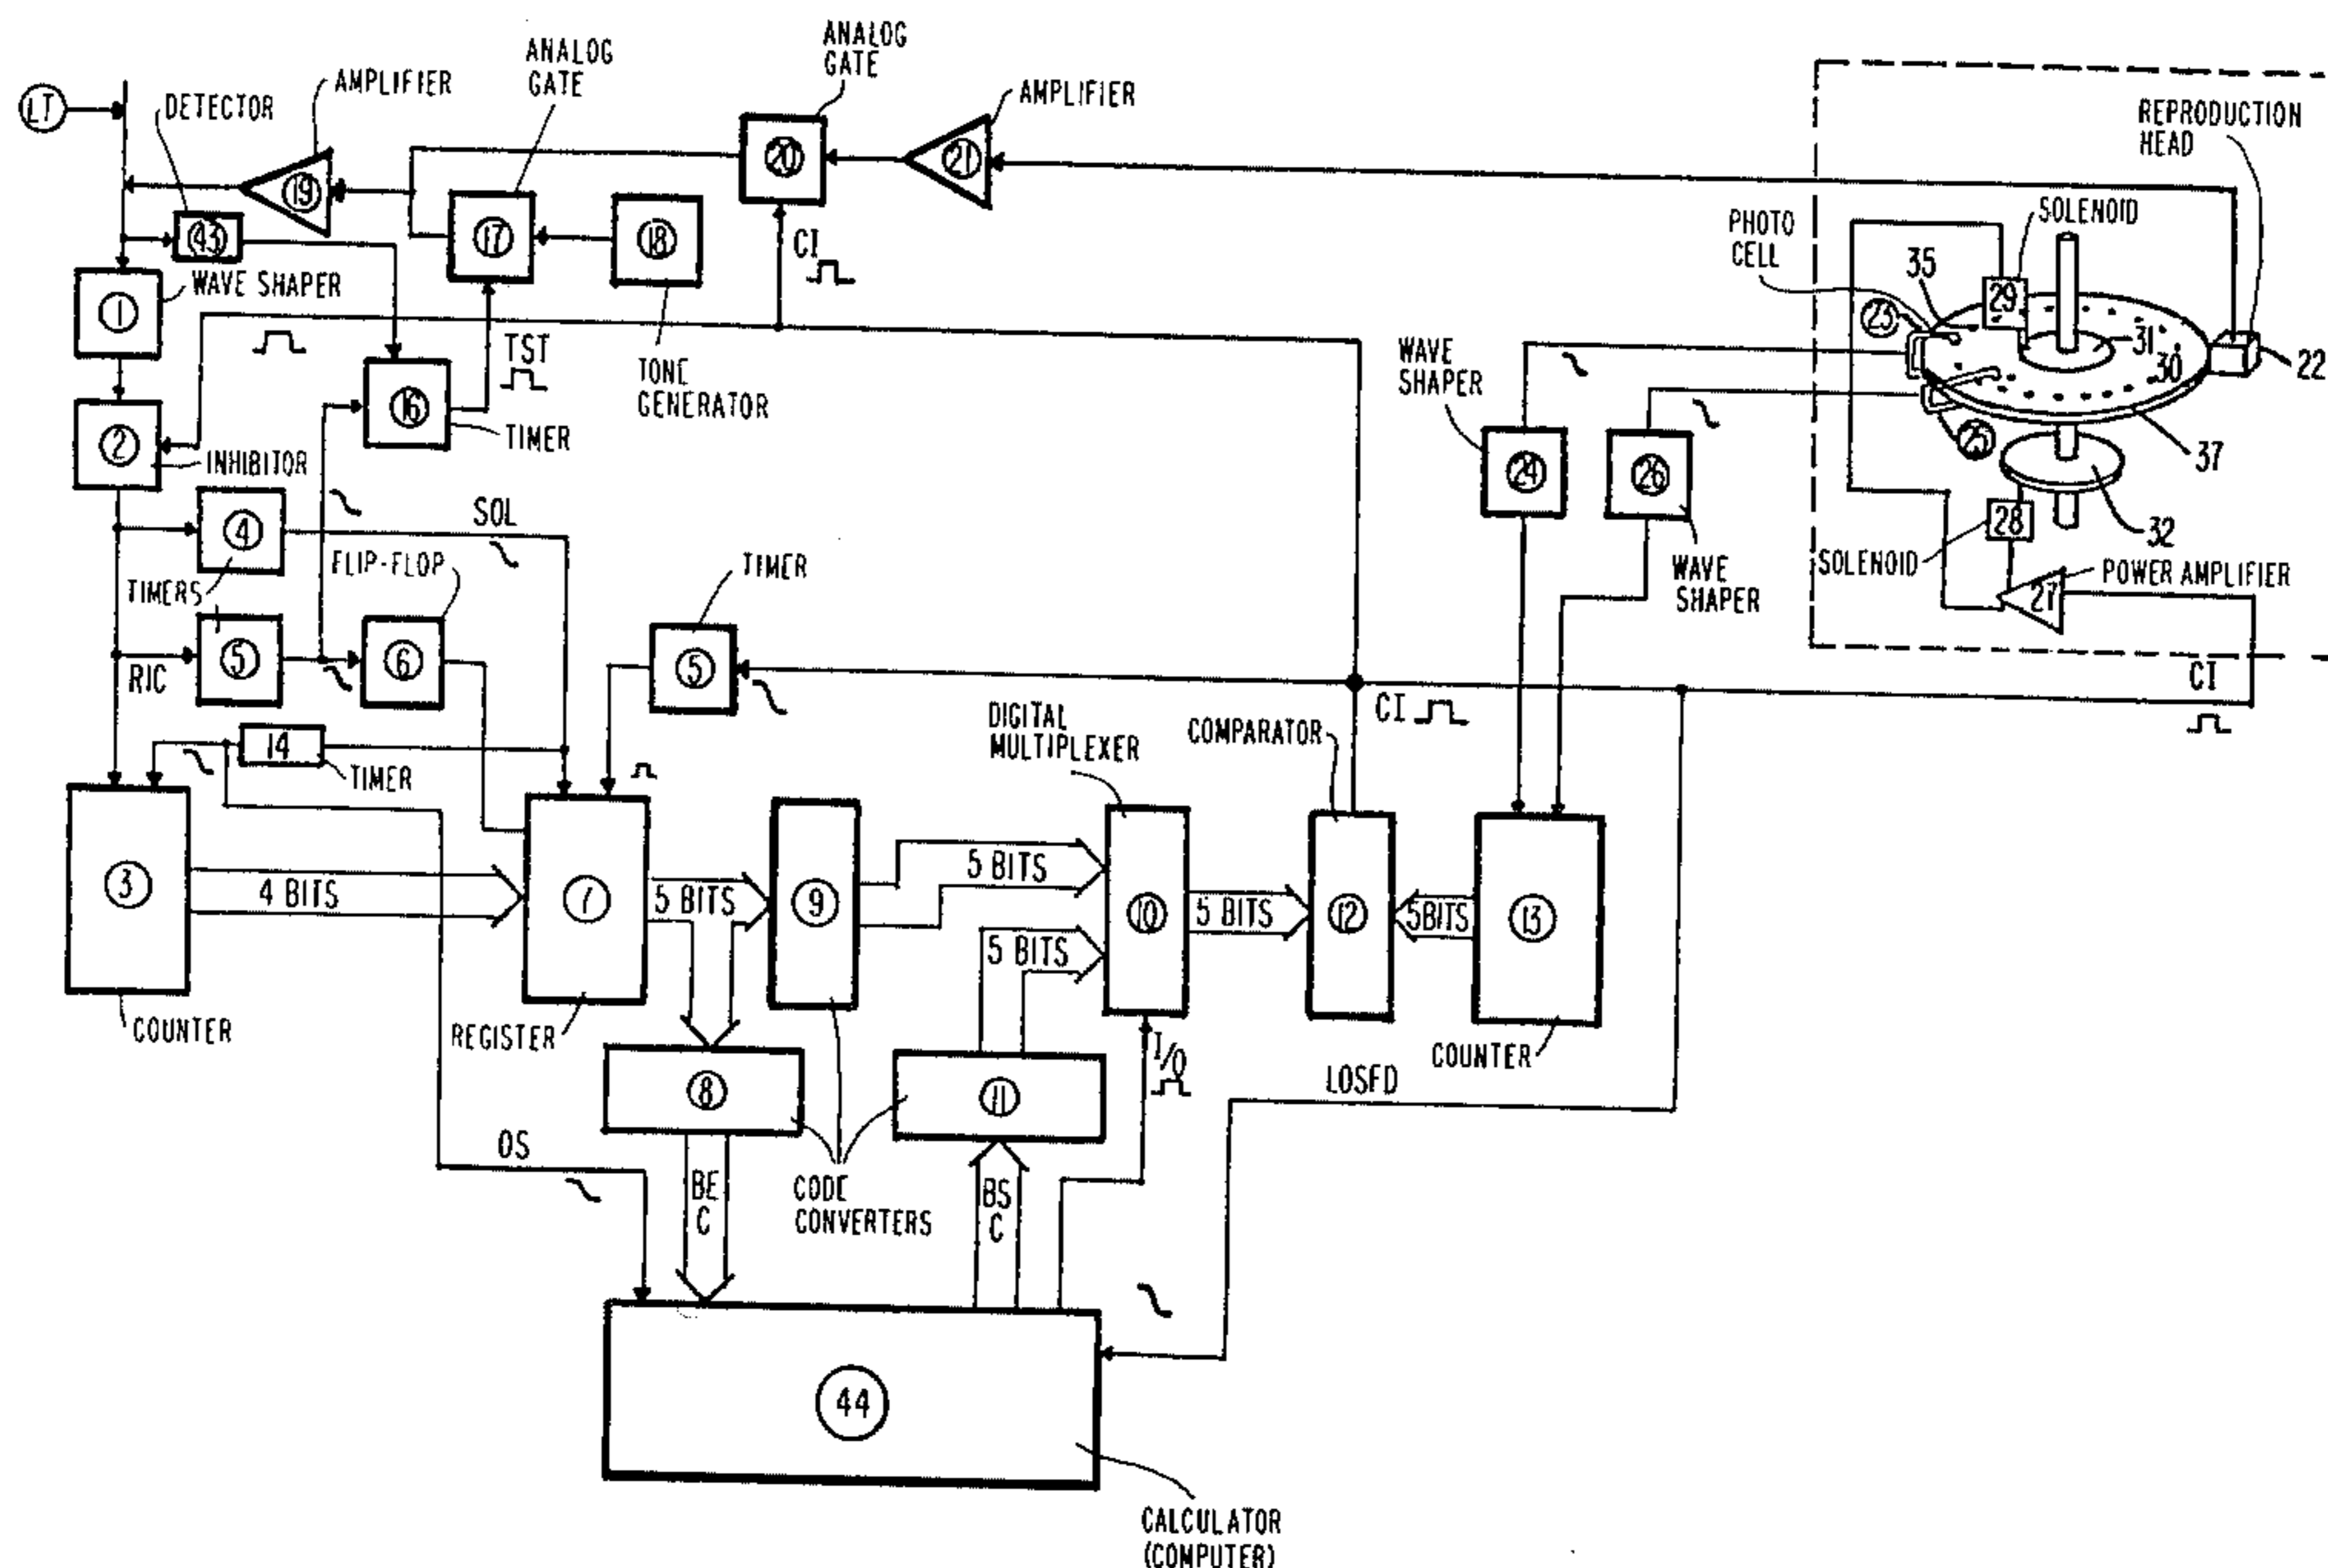 ANALOG
GATE
ANALOG
GATE
AMPLIFIER
AMPLIFIER
DETECTOR
LT
REPRODUCTION
HEAD
20
21
19
17
18
43
CI
PHOTO
CELL
SOLENOID
35
29
23
31
30
22
1
WAVE SHAPER
TST
TONE
GENERATOR
WAVE
SHAPER
16
TIMER
2
INHIBITOR
24
26
25
37
28
32
SOLENOID
POWER AMPLIFIER
27
WAVE
SHAPER
4
SOL
TIMERS
FLIP-FLOP
TIMER
5
6
5
RIC
CI
CI
14
TIMER
DIGITAL
MULTIPLEXER
COMPARATOR
3
4 BITS
7
5 BITS
9
5 BITS
5 BITS
10
5 BITS
12
5BITS
13
COUNTER
REGISTER
COUNTER
8
11
I/O
LOSFD
OS
BE
C
CODE
CONVERTERS
BS
C
44
CALCULATOR
(COMPUTER)